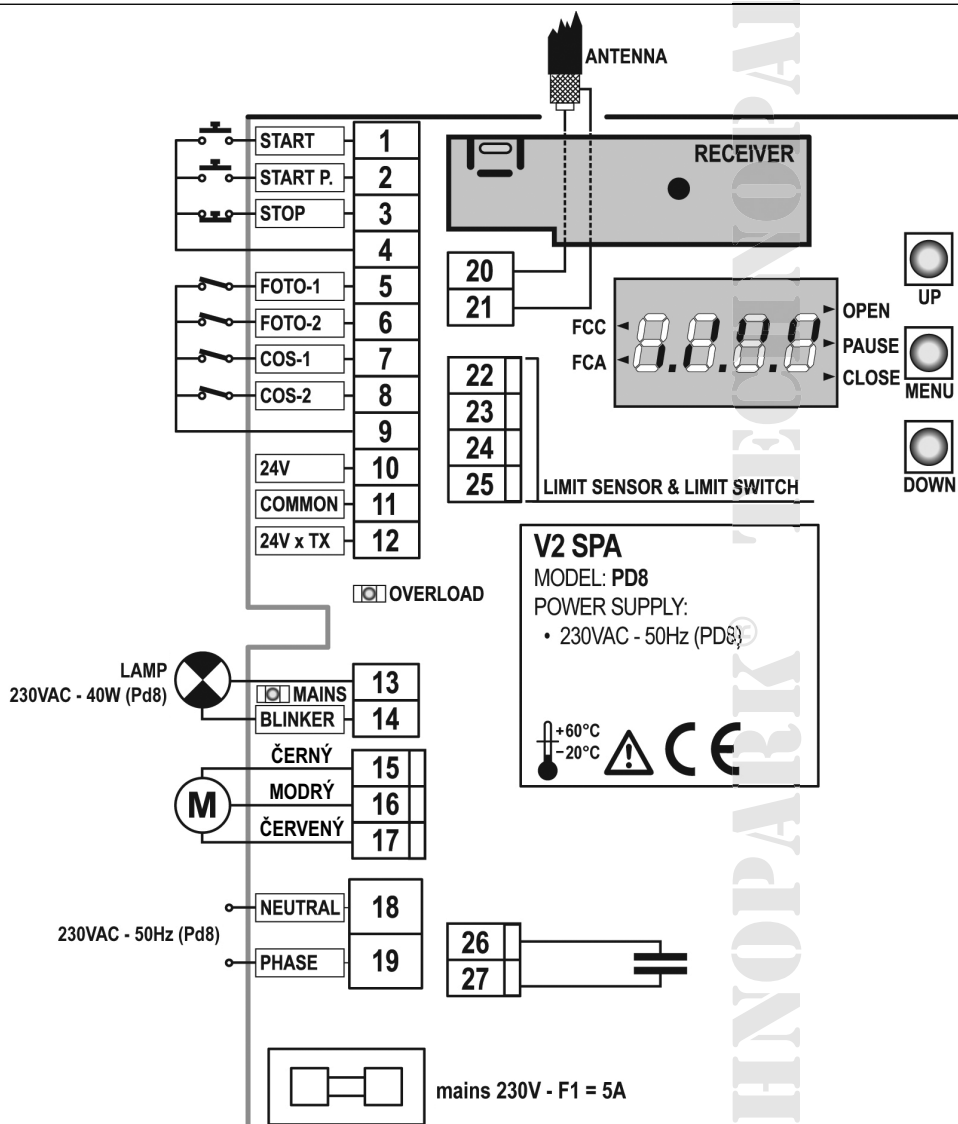 ANTENNA
START 1
START P. 2
STOP 3
4
FOTO-1 5
FOTO-2 6
COS-1 7
COS-2 8
9
24V 10
COMMON 11
24V x TX 12
RECEIVER
20
21
FCC
FCA
OPEN
PAUSE
CLOSE
UP
MENU
DOWN
22
23
24
25
LIMIT SENSOR & LIMIT SWITCH
OVERLOAD
V2 SPA
MODEL: PD8
POWER SUPPLY:
• 230VAC - 50Hz (PD8)
+60°C
-20°C
CE
LAMP
230VAC - 40W (Pd8)
MAINS 13
BLINKER 14
ČERNÝ 15
MODRÝ 16
ČERVENÝ 17
M
230VAC - 50Hz (Pd8)
NEUTRAL 18
PHASE 19
26
27
mains 230V - F1 = 5A
TECHNOPARK®
HNOPARK